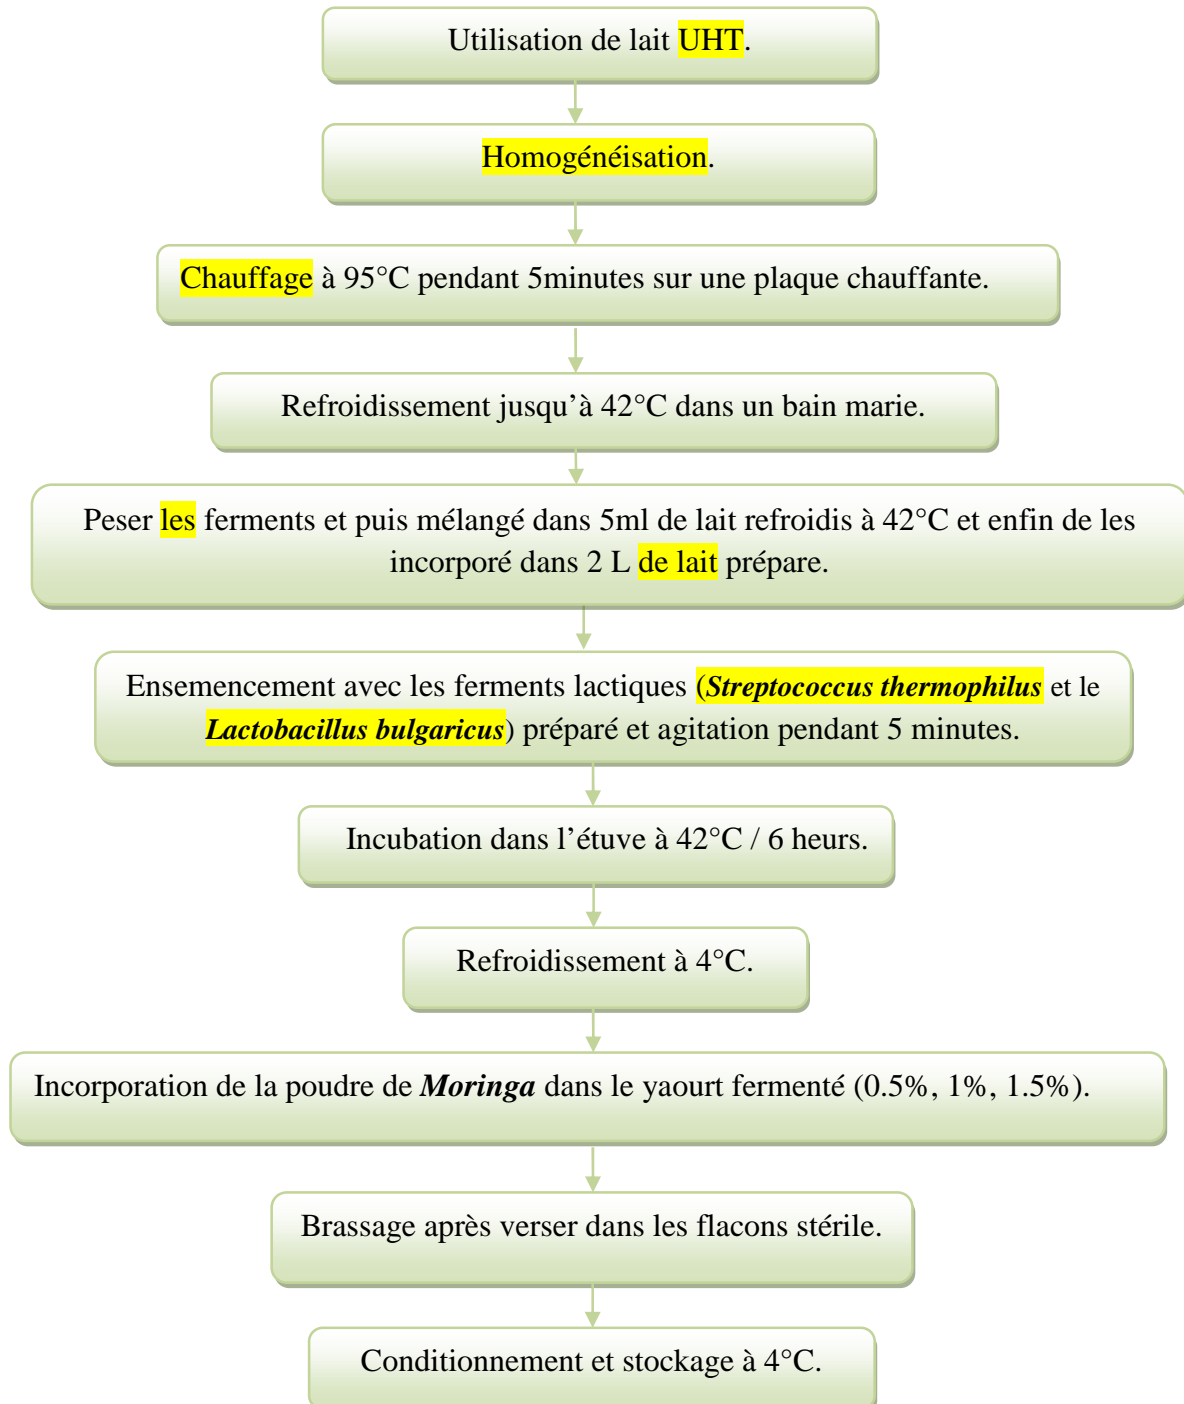 Utilisation de lait UHT.
Homogénéisation.
Chauffage à 95°C pendant 5minutes sur une plaque chauffante.
Refroidissement jusqu’à 42°C dans un bain marie.
Peser les ferments et puis mélangé dans 5ml de lait refroidis à 42°C et enfin de les
incorporé dans 2 L de lait prépare.
Ensemencement avec les ferments lactiques (Streptococcus thermophilus et le
Lactobacillus bulgaricus) préparé et agitation pendant 5 minutes.
Incubation dans l’étuve à 42°C / 6 heurs.
Refroidissement à 4°C.
Incorporation de la poudre de Moringa dans le yaourt fermenté (0.5%, 1%, 1.5%).
Brassage après verser dans les flacons stérile.
Conditionnement et stockage à 4°C.